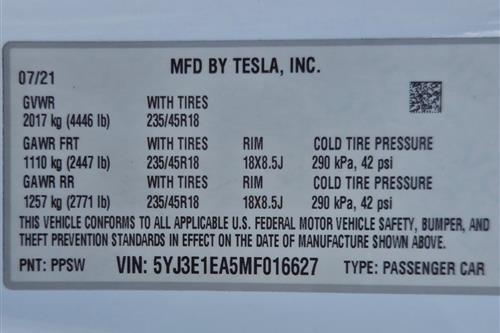 MFD BY TESLA, INC.
07/21
GVWR WITH TIRES
2017 kg (4446 lb) 235/45R18
GAWR FRT WITH TIRES RIM COLD TIRE PRESSURE
1110 kg (2447 lb) 235/45R18 18X8.5J 290 kPa, 42 psi
GAWR RR WITH TIRES RIM COLD TIRE PRESSURE
1257 kg (2771 lb) 235/45R18 18X8.5J 290 kPa, 42 psi
THIS VEHICLE CONFORMS TO ALL APPLICABLE U.S. FEDERAL MOTOR VEHICLE SAFETY, BUMPER, AND
THEFT PREVENTION STANDARDS IN EFFECT ON THE DATE OF MANUFACTURE SHOWN ABOVE.
PNT: PPSW VIN: 5YJ3E1EA5MF016627 TYPE: PASSENGER CAR